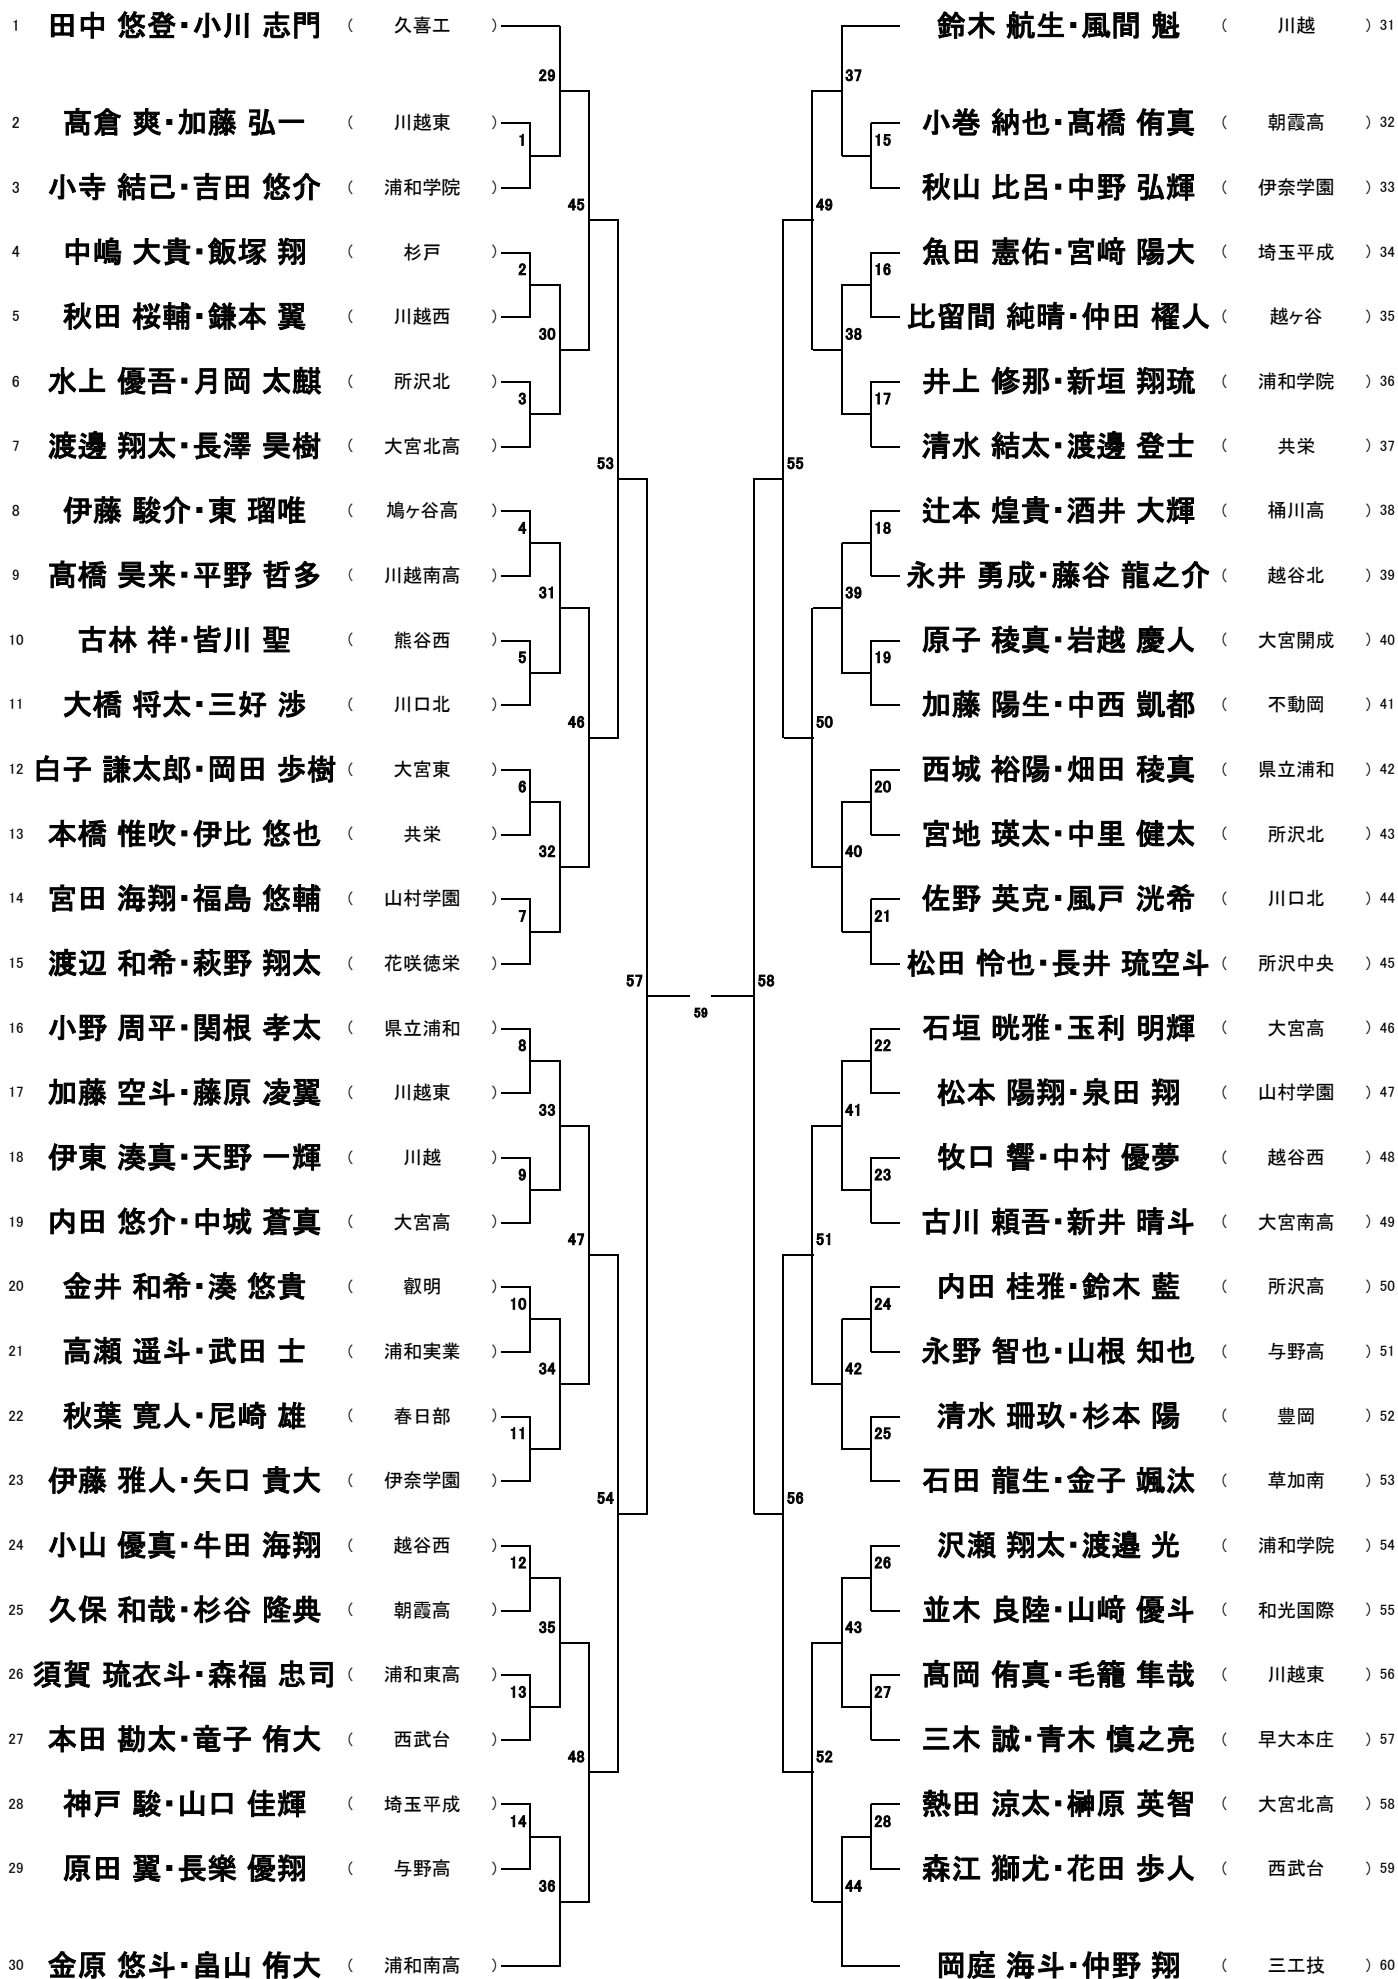 1 田中 悠登・小川 志門 ( 久喜工 )
29
2 髙倉 爽・加藤 弘一 ( 川越東 )
1
3 小寺 結己・吉田 悠介 ( 浦和学院 )
45
4 中嶋 大貴・飯塚 翔 ( 杉戸 )
2
5 秋田 桜輔・鎌本 翼 ( 川越西 )
30
6 水上 優吾・月岡 太麒 ( 所沢北 )
3
7 渡邊 翔太・長澤 昊樹 ( 大宮北高 )
53
8 伊藤 駿介・東 瑠唯 ( 鳩ヶ谷高 )
4
9 髙橋 昊来・平野 哲多 ( 川越南高 )
31
10 古林 祥・皆川 聖 ( 熊谷西 )
5
11 大橋 将太・三好 渉 ( 川口北 )
46
12 白子 謙太郎・岡田 歩樹 ( 大宮東 )
6
13 本橋 惟吹・伊比 悠也 ( 共栄 )
32
14 宮田 海翔・福島 悠輔 ( 山村学園 )
7
15 渡辺 和希・萩野 翔太 ( 花咲徳栄 )
57
16 小野 周平・関根 孝太 ( 県立浦和 )
8
17 加藤 空斗・藤原 凌翼 ( 川越東 )
33
18 伊東 湊真・天野 一輝 ( 川越 )
9
19 内田 悠介・中城 蒼真 ( 大宮高 )
47
20 金井 和希・湊 悠貴 ( 叡明 )
10
21 高瀬 遥斗・武田 士 ( 浦和実業 )
34
22 秋葉 寛人・尼崎 雄 ( 春日部 )
11
23 伊藤 雅人・矢口 貴大 ( 伊奈学園 )
54
24 小山 優真・牛田 海翔 ( 越谷西 )
12
25 久保 和哉・杉谷 隆典 ( 朝霞高 )
35
26 須賀 琉衣斗・森福 忠司 ( 浦和東高 )
13
27 本田 勘太・竜子 侑大 ( 西武台 )
48
28 神戸 駿・山口 佳輝 ( 埼玉平成 )
14
29 原田 翼・長樂 優翔 ( 与野高 )
36
30 金原 悠斗・畠山 侑大 ( 浦和南高 )
59
鈴木 航生・風間 魁 ( 川越 ) 31
37
小巻 納也・髙橋 侑真 ( 朝霞高 ) 32
15
秋山 比呂・中野 弘輝 ( 伊奈学園 ) 33
49
魚田 憲佑・宮﨑 陽大 ( 埼玉平成 ) 34
16
比留間 純晴・仲田 櫂人 ( 越ヶ谷 ) 35
38
井上 修那・新垣 翔琉 ( 浦和学院 ) 36
17
清水 結太・渡邊 登士 ( 共栄 ) 37
55
辻本 煌貴・酒井 大輝 ( 桶川高 ) 38
18
永井 勇成・藤谷 龍之介 ( 越谷北 ) 39
39
原子 稜真・岩越 慶人 ( 大宮開成 ) 40
19
加藤 陽生・中西 凱都 ( 不動岡 ) 41
50
西城 裕陽・畑田 稜真 ( 県立浦和 ) 42
20
宮地 瑛太・中里 健太 ( 所沢北 ) 43
40
佐野 英克・風戸 洸希 ( 川口北 ) 44
21
松田 怜也・長井 琉空斗 ( 所沢中央 ) 45
58
石垣 晄雅・玉利 明輝 ( 大宮高 ) 46
22
松本 陽翔・泉田 翔 ( 山村学園 ) 47
41
牧口 響・中村 優夢 ( 越谷西 ) 48
23
古川 頼吾・新井 晴斗 ( 大宮南高 ) 49
51
内田 桂雅・鈴木 藍 ( 所沢高 ) 50
24
永野 智也・山根 知也 ( 与野高 ) 51
42
清水 珊玖・杉本 陽 ( 豊岡 ) 52
25
石田 龍生・金子 颯汰 ( 草加南 ) 53
56
沢瀬 翔太・渡邉 光 ( 浦和学院 ) 54
26
並木 良陸・山﨑 優斗 ( 和光国際 ) 55
43
髙岡 侑真・毛籠 隼哉 ( 川越東 ) 56
27
三木 誠・青木 慎之亮 ( 早大本庄 ) 57
52
熱田 涼太・榊原 英智 ( 大宮北高 ) 58
28
森江 獅尤・花田 歩人 ( 西武台 ) 59
44
岡庭 海斗・仲野 翔 ( 三工技 ) 60